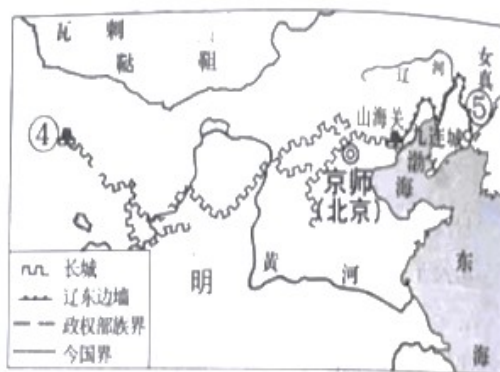 瓦剌
鞑靼
辽河
女真
④
⑤
山海关
九连城
渤海
京师
(北京)
明
黄河
东海
长城
辽东边墙
政权部族界
今国界